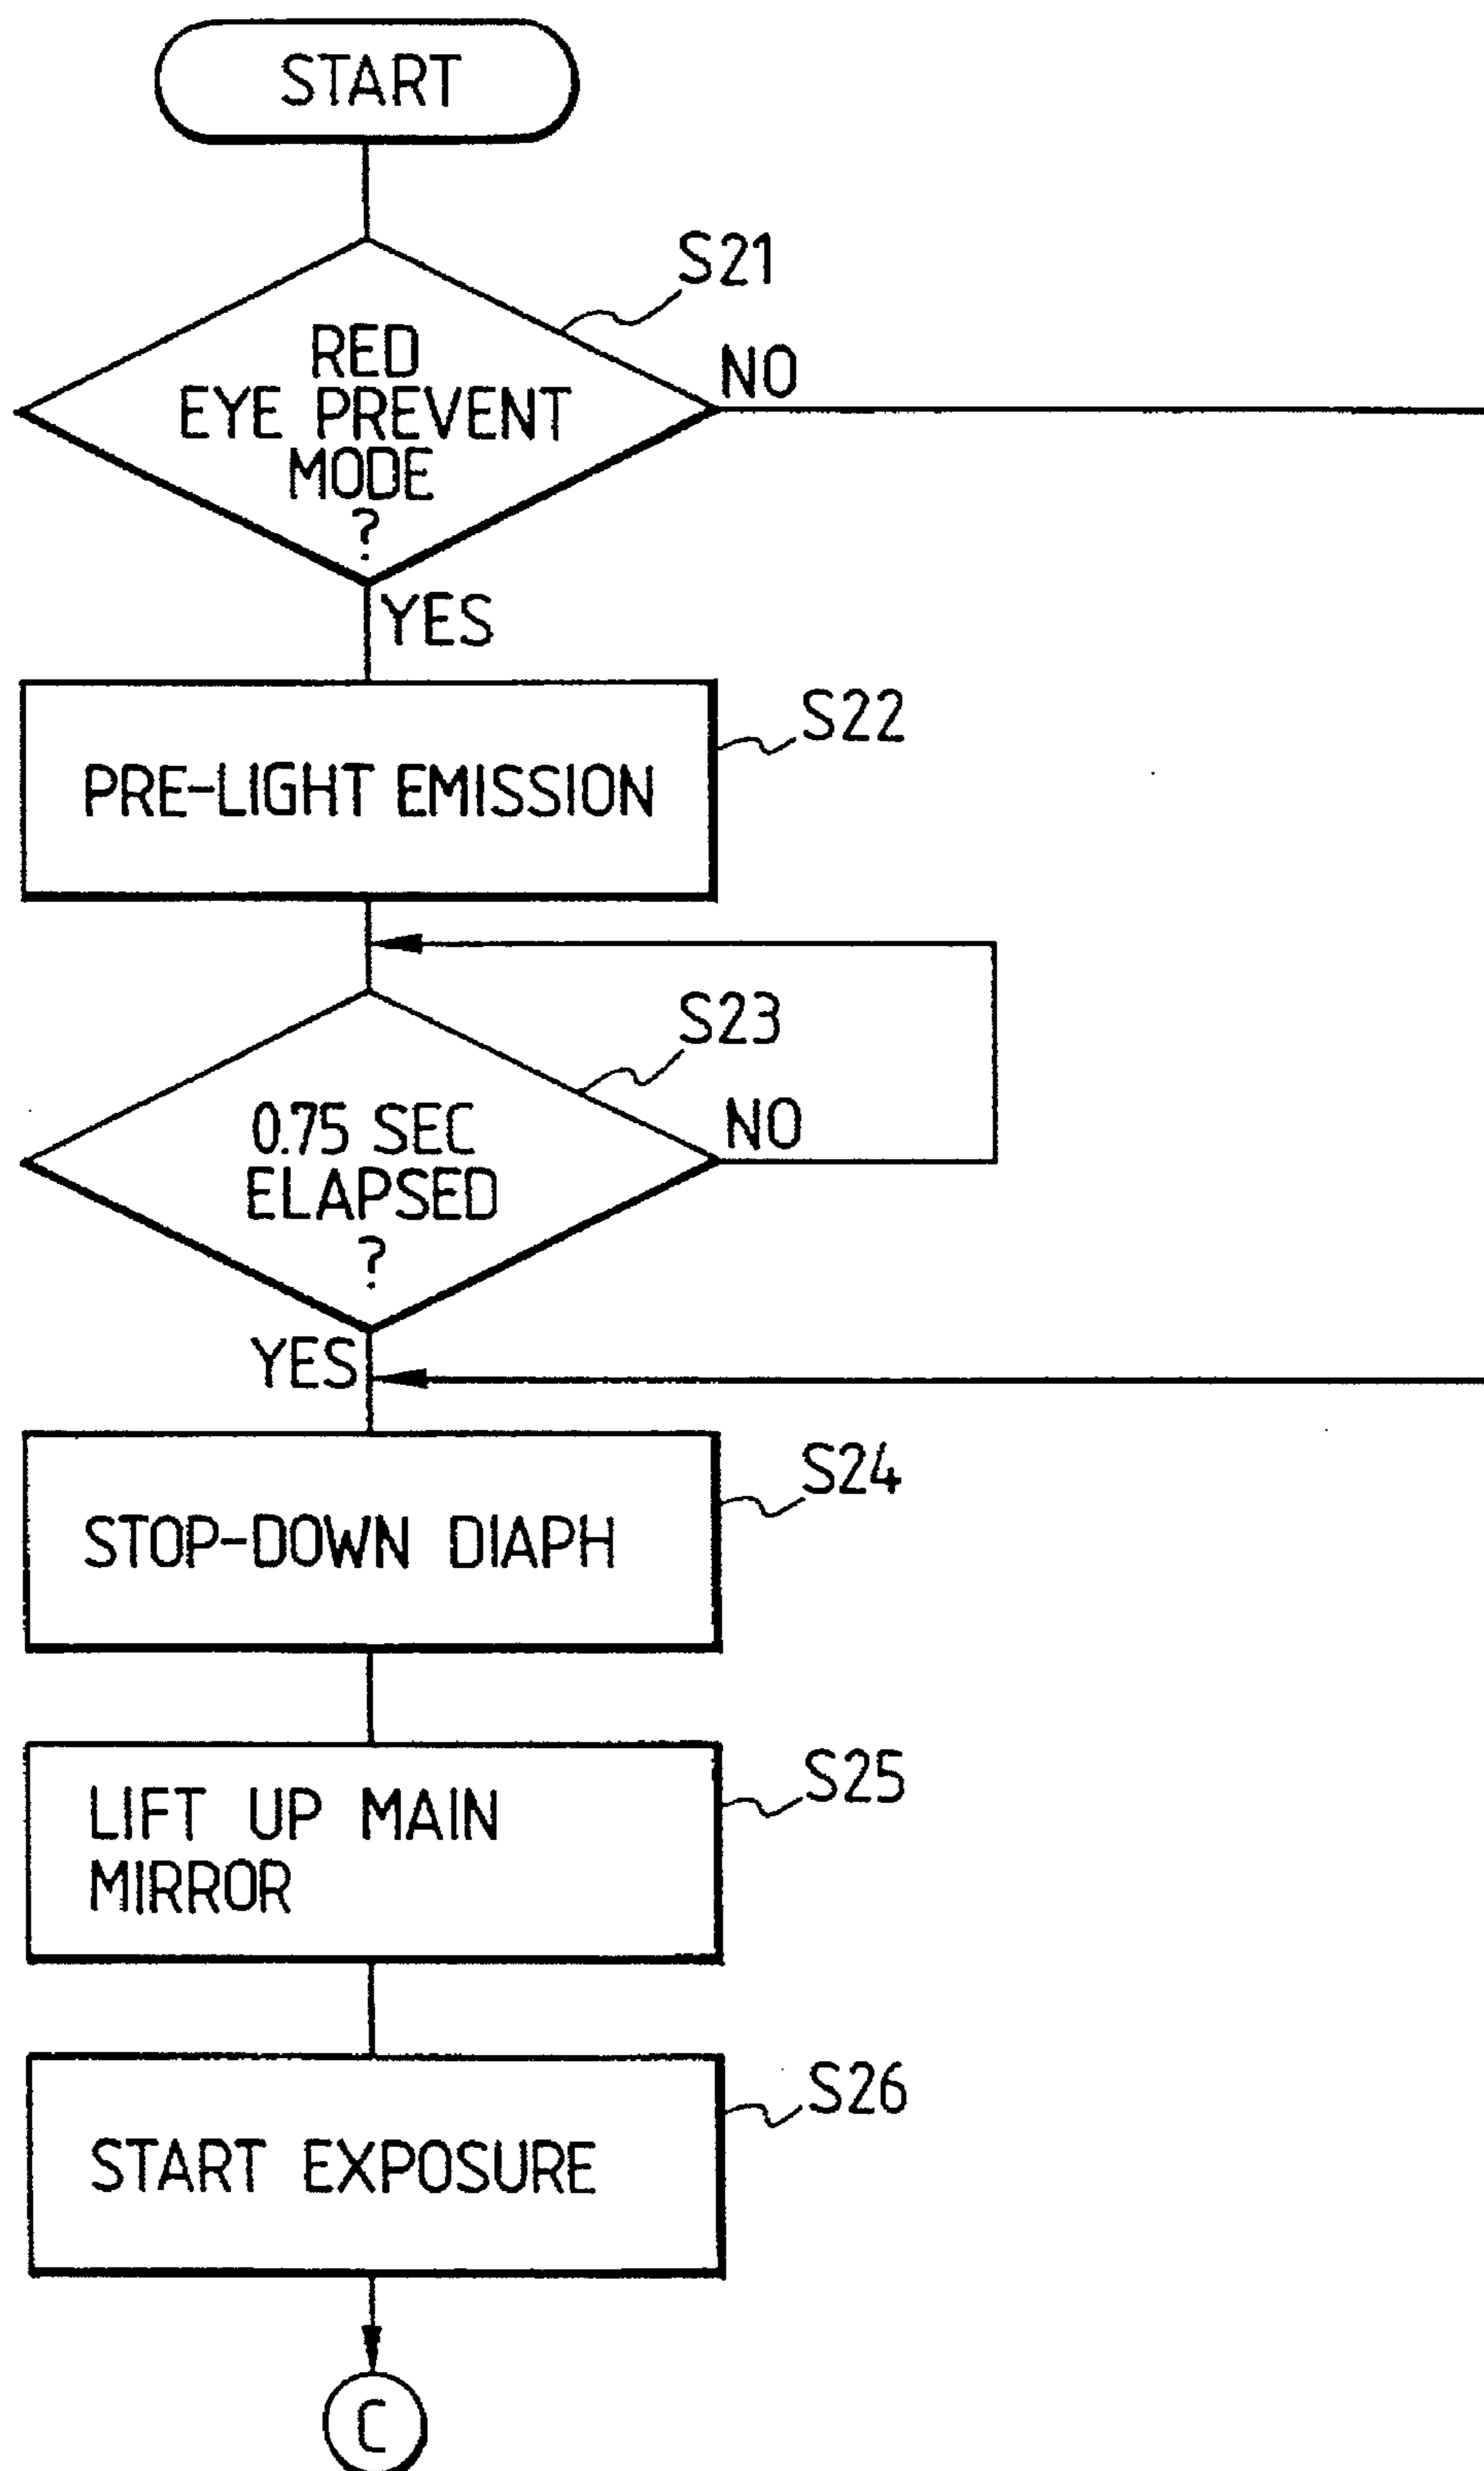 START
S21
RED
EYE PREVENT
MODE
?
NO
YES
S22
PRE-LIGHT EMISSION
S23
0.75 SEC
ELAPSED
?
NO
YES
S24
STOP-DOWN DIAPH
S25
LIFT UP MAIN
MIRROR
S26
START EXPOSURE
C